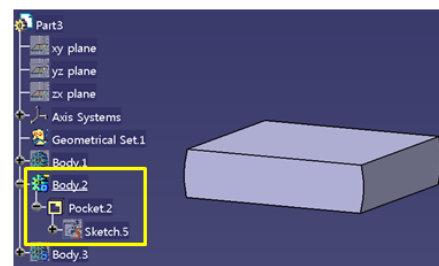 Part3
xy plane
yz plane
zx plane
Axis Systems
Geometrical Set.1
Body.1
Body.2
Pocket.2
Sketch.5
Body.3